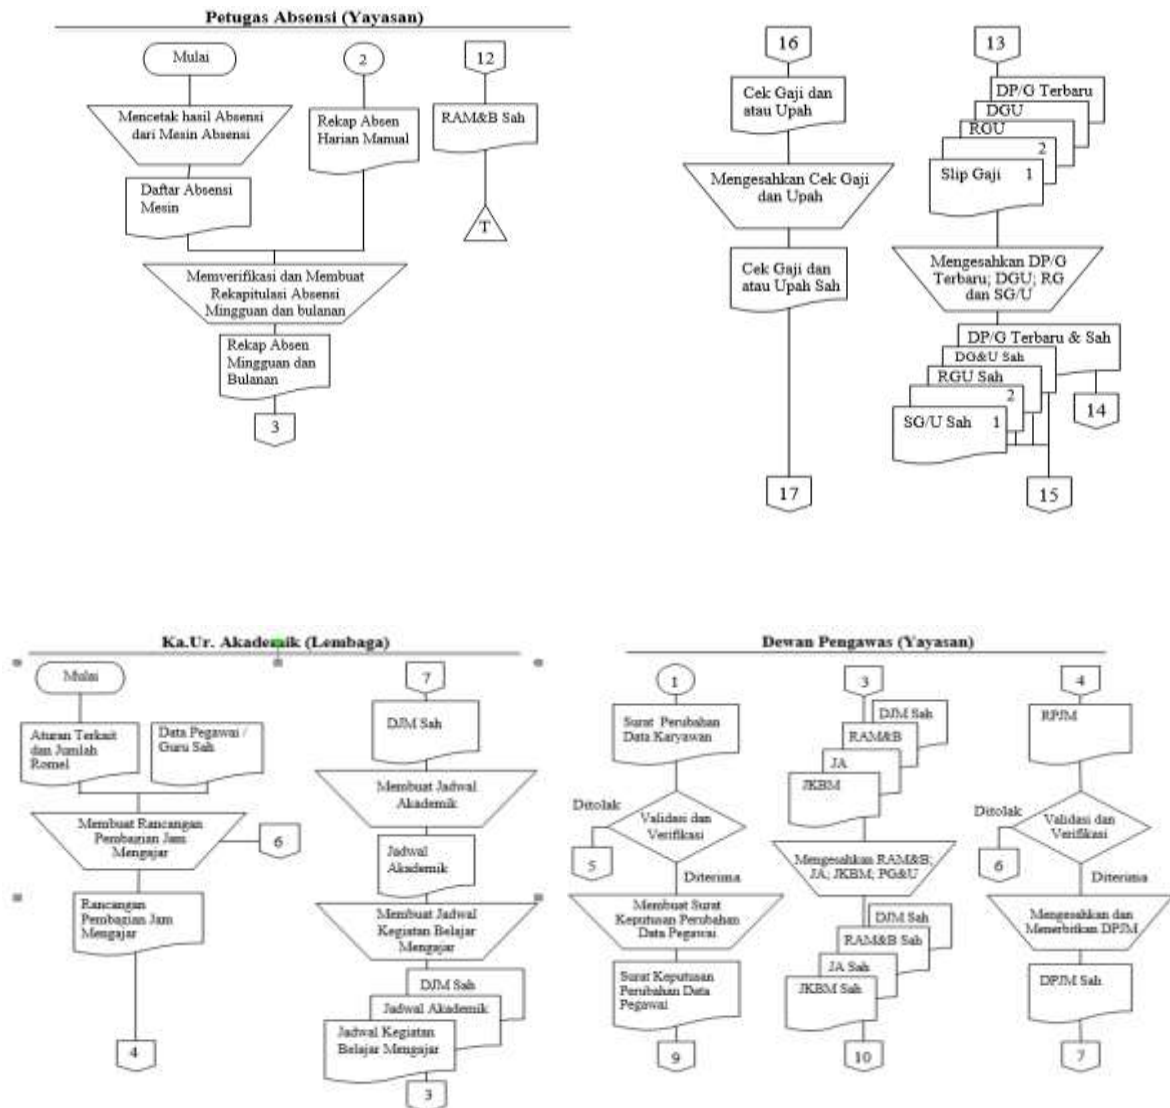 Petugas Absensi (Yayasan)
Mulai
2
12
Mencetak hasil Absensi
dari Mesin Absensi
Rekap Absen
Harian Manual
RAM&B Sah
Daftar Absensi
Mesin
T
Memverifikasi dan Membuat
Rekapitulasi Absensi
Mingguan dan bulanan
Rekap Absen
Mingguan dan
Bulanan
3
16
Cek Gaji dan
atau Upah
Mengesahkan Cek Gaji
dan Upah
Cek Gaji dan
atau Upah Sah
17
13
DP/G Terbaru
DGU
RGU
2
Slip Gaji 1
Mengesahkan DP/G
Terbaru; DGU; RG
dan SG/U
DP/G Terbaru & Sah
DG&U Sah
RGU Sah
2
SG/U Sah 1
14
15
Ka.Ur. Akademik (Lembaga)
Mulai
Aturan Terkait
dan Jumlah
Romel
Data Pegawai /
Guru Sah
Membuat Rancangan
Pembagian Jam
Mengajar
6
Rancangan
Pembagian Jam
Mengajar
4
7
DJM Sah
Membuat Jadwal
Akademik
Jadwal
Akademik
Membuat Jadwal
Kegiatan Belajar
Mengajar
DJM Sah
Jadwal Akademik
Jadwal Kegiatan
Belajar Mengajar
3
Dewan Pengawas (Yayasan)
1
Surat Perubahan
Data Karyawan
Ditolak
Validasi dan
Verifikasi
5
Diterima
Membuat Surat
Keputusan Perubahan
Data Pegawai
Surat Keputusan
Perubahan Data
Pegawai
9
3
DJM Sah
RAM&B
JA
JKBM
Mengesahkan RAM&B;
JA; JKBM; PG&U
DJM Sah
RAM&B Sah
JA Sah
JKBM Sah
10
4
RPJM
Ditolak
Validasi dan
Verifikasi
6
Diterima
Mengesahkan dan
Menerbitkan DPJM
DPJM Sah
7